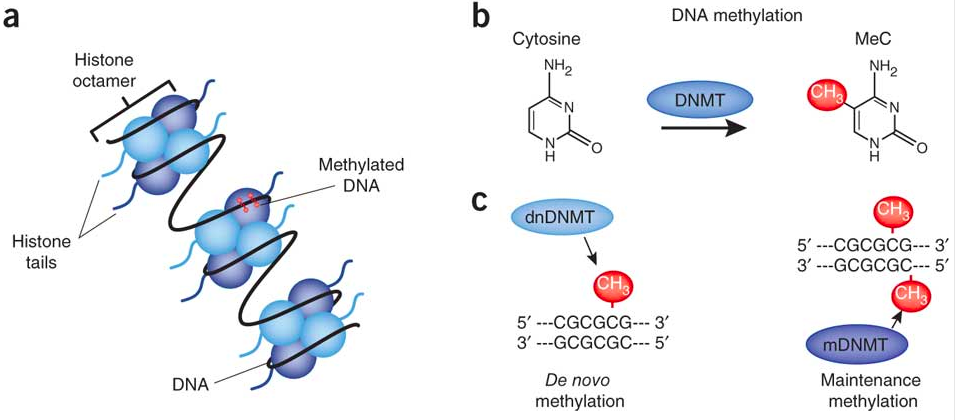 a
Histone
octamer
Methylated
DNA
Histone
tails
DNA
b
DNA methylation
Cytosine
NH₂
N
N
H
O
DNMT
MeC
CH₃
NH₂
N
N
H
O
c
dnDNMT
CH₃
5′ ---CGCGCG--- 3′
3′ ---GCGCGC--- 5′
De novo
methylation
CH₃
5′ ---CGCGCG--- 3′
3′ ---GCGCGC--- 5′
CH₃
mDNMT
Maintenance
methylation